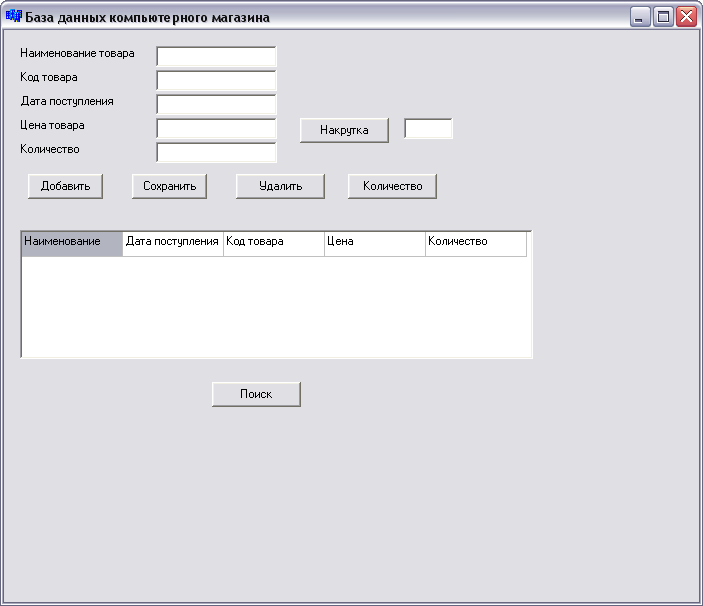 База данных компьютерного магазина
Наименование товара
Код товара
Дата поступления
Цена товара
Накрутка
Количество
Добавить Сохранить Удалить Количество
Наименование Дата поступления Код товара Цена Количество
Поиск